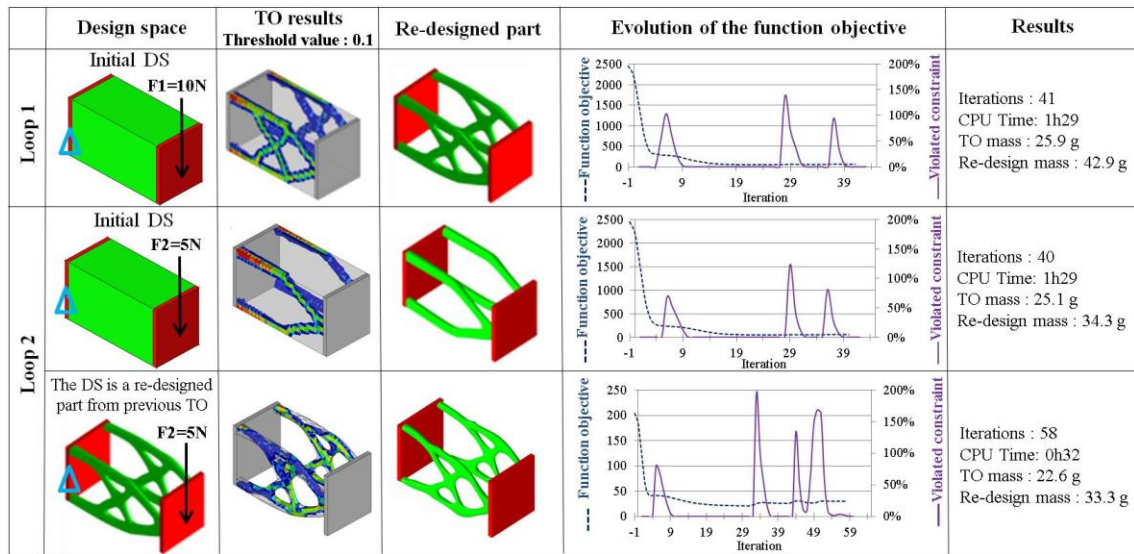 Design space
TO results
Threshold value : 0.1
Re-designed part
Evolution of the function objective
Results
Loop 1
Initial DS
F1=10N
Function objective
2500
2000
1500
1000
500
0
200%
150%
100%
50%
0%
-1 9 19 29 39
Iteration
Violated constraint
Iterations : 41
CPU Time: 1h29
TO mass : 25.9 g
Re-design mass : 42.9 g
Loop 2
Initial DS
F2=5N
Function objective
2500
2000
1500
1000
500
0
200%
150%
100%
50%
0%
-1 9 19 29 39
Iteration
Violated constraint
Iterations : 40
CPU Time: 1h29
TO mass : 25.1 g
Re-design mass : 34.3 g
The DS is a re-designed
part from previous TO
F2=5N
Function objective
250
200
150
100
50
0
200%
150%
100%
50%
0%
-1 9 19 29 39 49 59
Iteration
Violated constraint
Iterations : 58
CPU Time: 0h32
TO mass : 22.6 g
Re-design mass : 33.3 g